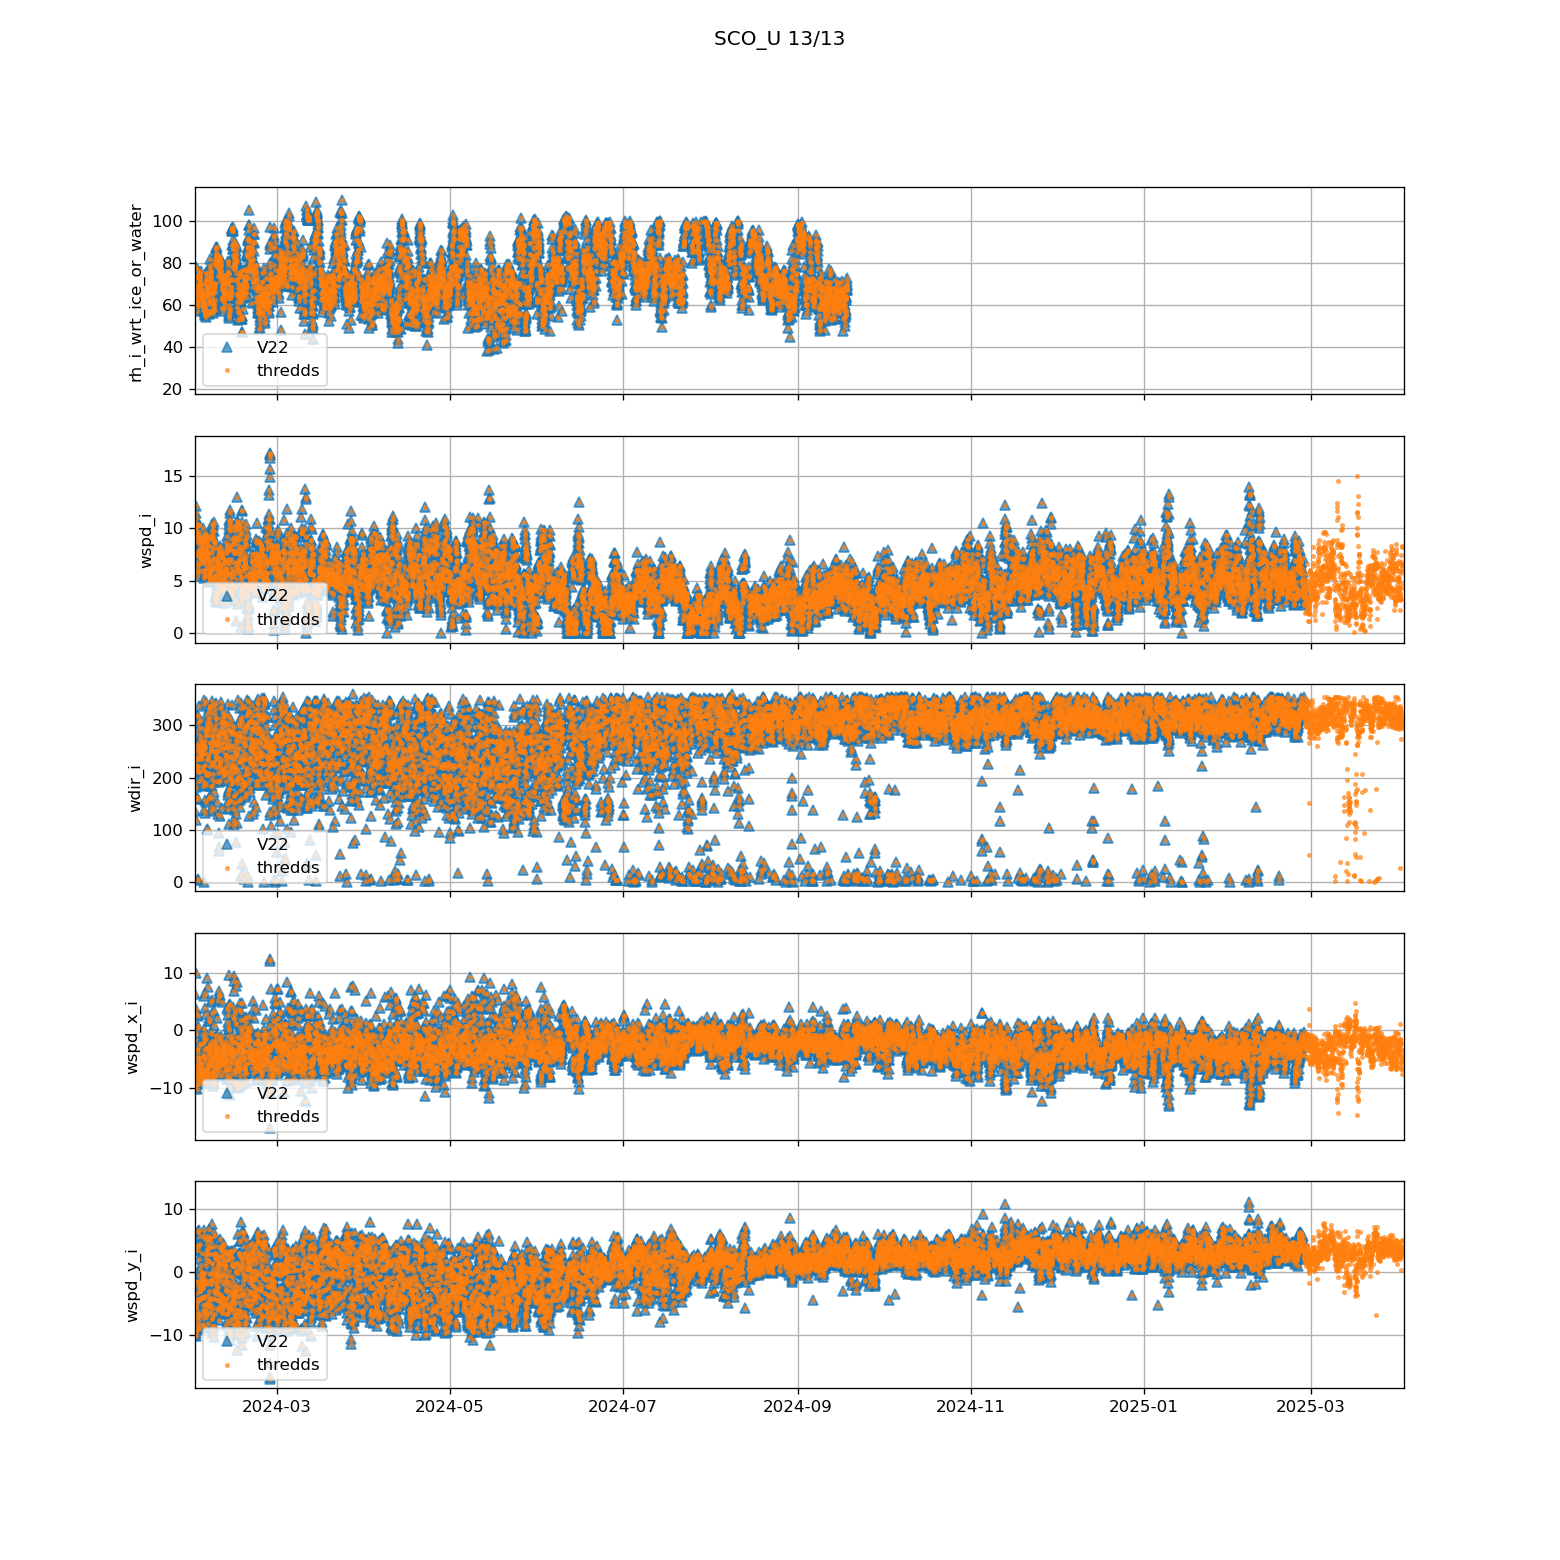 SCO_U 13/13
rh_i_wrt_ice_or_water
100
80
60
40
20
V22
thredds
wspd_i
15
10
5
0
V22
thredds
wdir_i
300
200
100
0
V22
thredds
wspd_x_i
10
0
−10
V22
thredds
wspd_y_i
10
0
−10
V22
thredds
2024-03 2024-05 2024-07 2024-09 2024-11 2025-01 2025-03